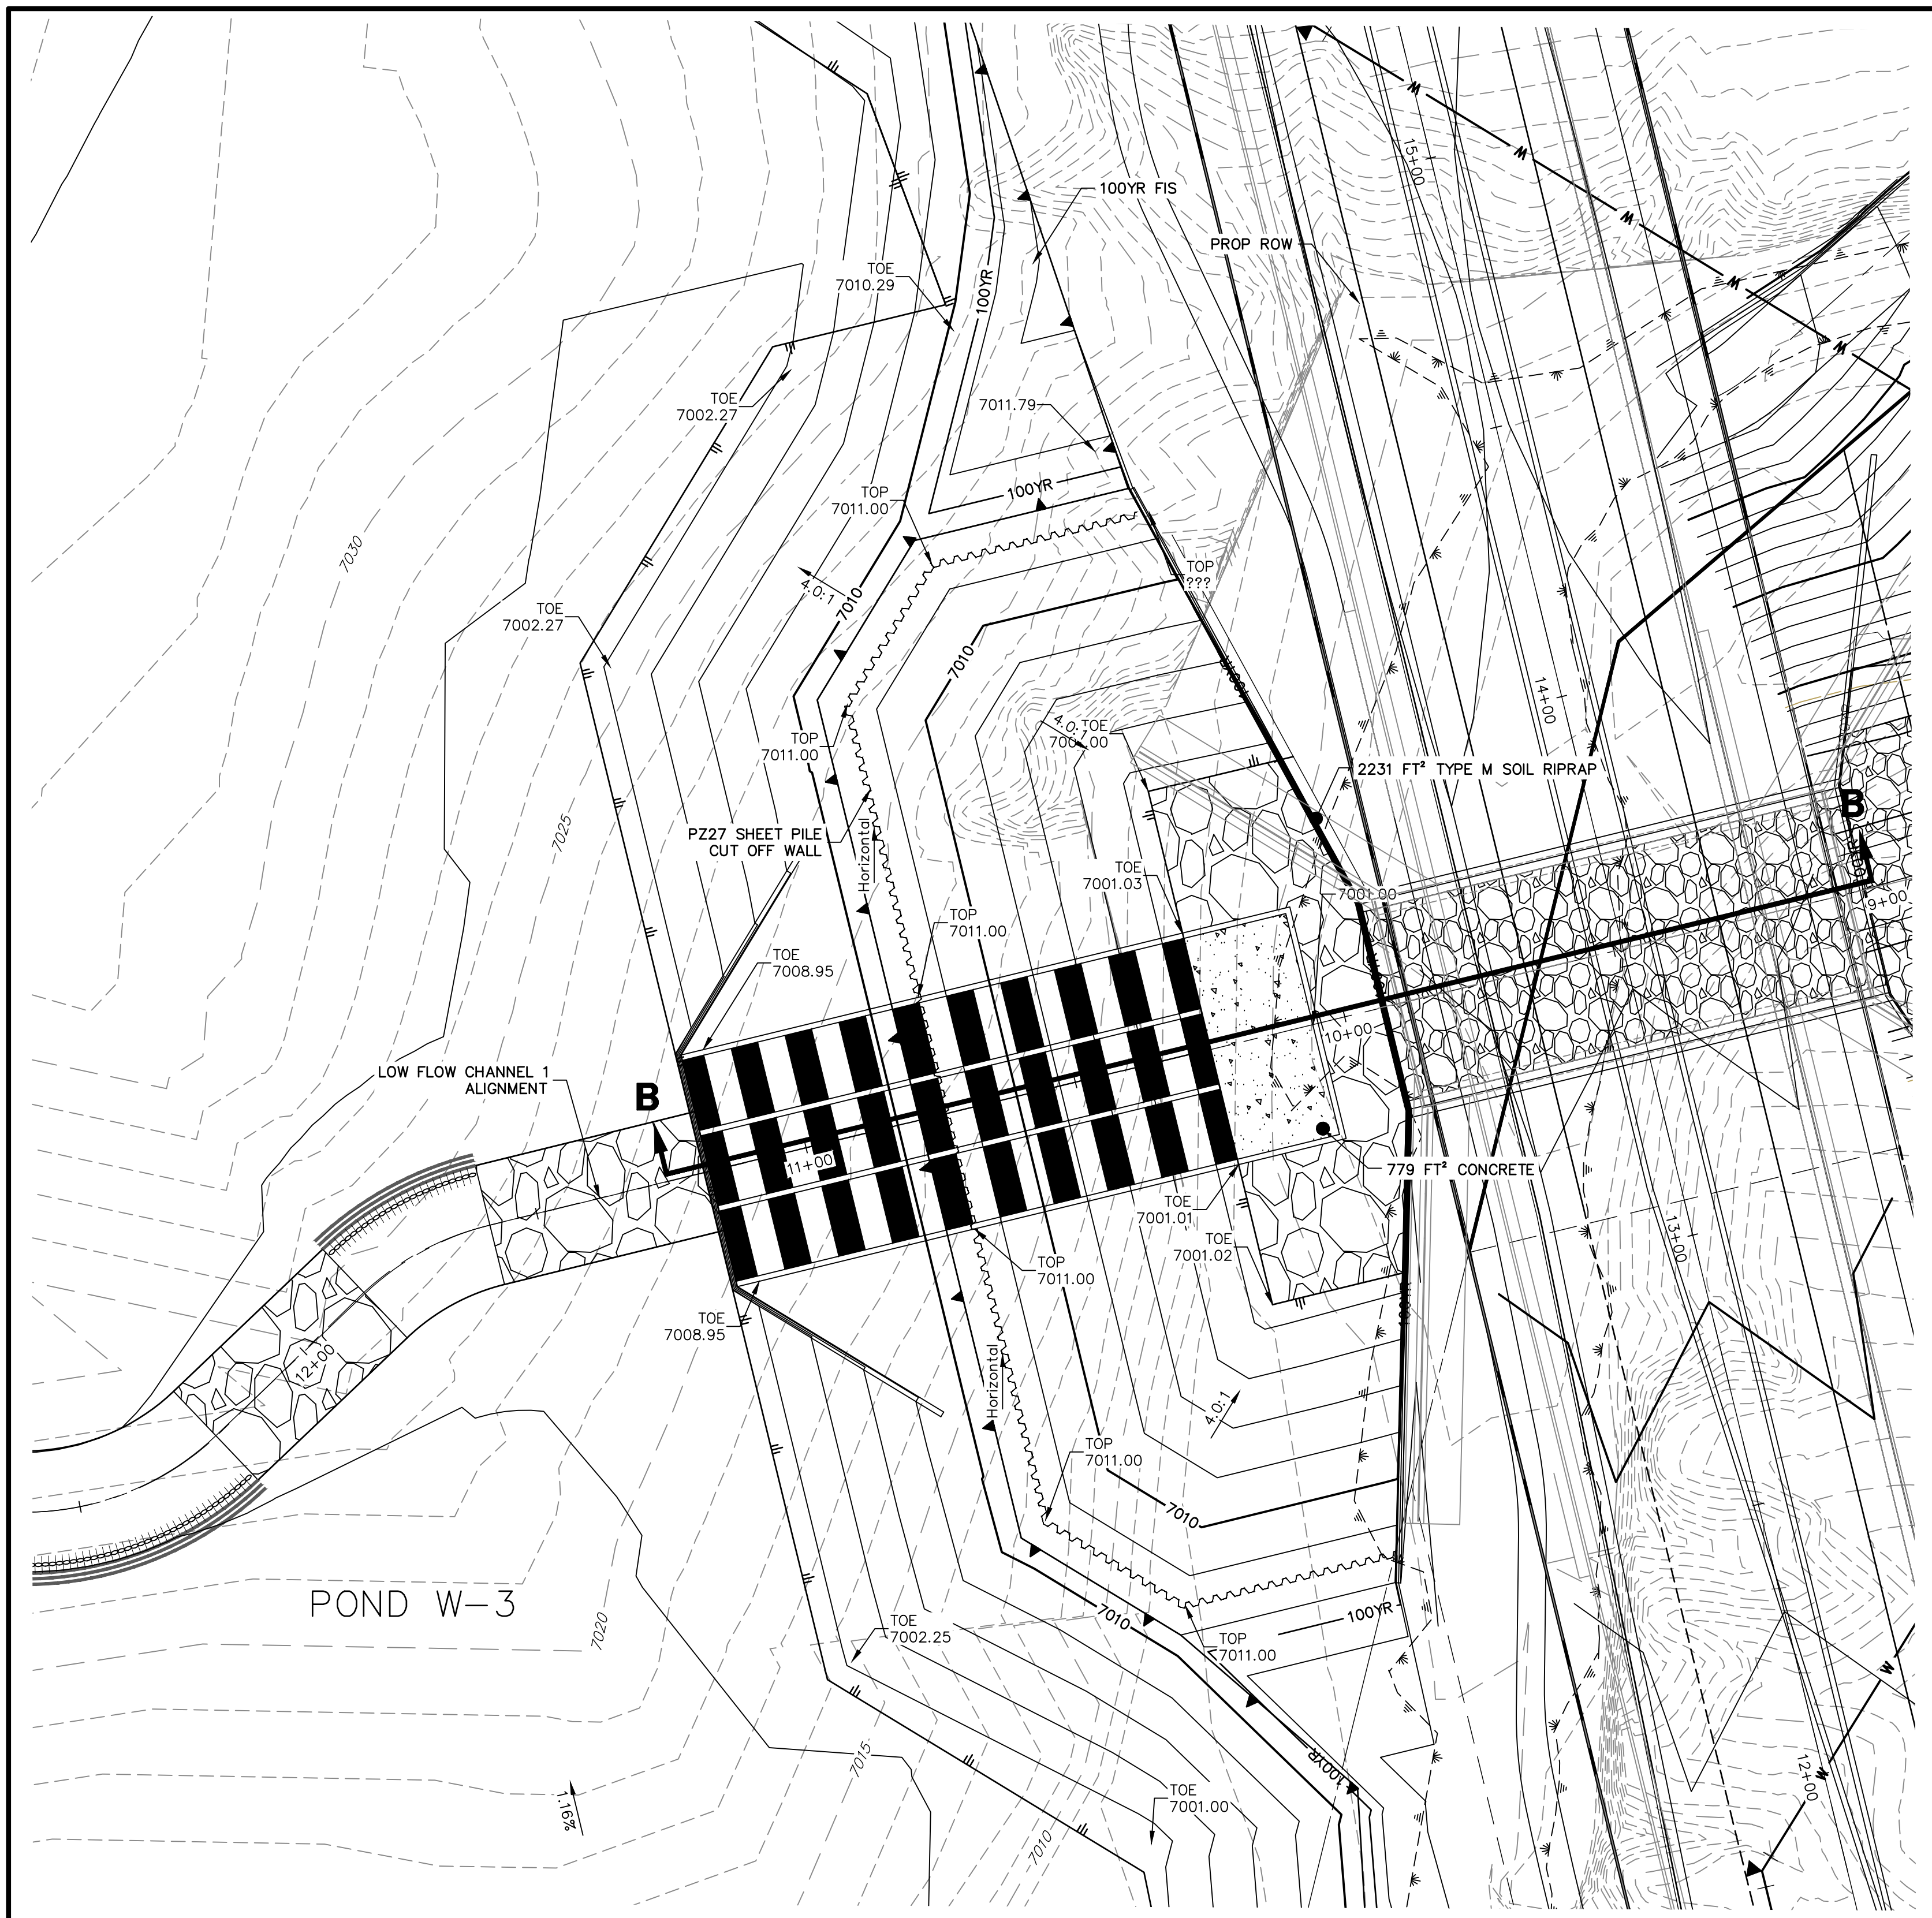 W
15+00
W
100YR FIS
W
PROP ROW
TOE
7010.29
100YR
W
W
TOE
7002.27
7011.79
100YR
TOP
7011.00
7030
TOP
???
4.0:1
7010
TOE
7002.27
7010
100YR
14+00
TOE
TOP
7011.00
2231 FT² TYPE M SOIL RIPRAP
B
7025
PZ27 SHEET PILE
CUT OFF WALL
Horizontal
TOE
7001.03
7001.00
9+00
TOP
7011.00
TOE
7008.95
10+00
LOW FLOW CHANNEL 1
ALIGNMENT
B
11+00
779 FT² CONCRETE
TOE
7001.01
TOE
7001.02
13+00
TOP
7011.00
100YR
TOE
7008.95
12+00
Horizontal
4.0:1
TOP
7011.00
7010
POND W-3
7020
7010
100YR
TOE
7002.25
TOP
7011.00
W
7015
100YR
W
12+00
1.16%
TOE
7001.00
7010